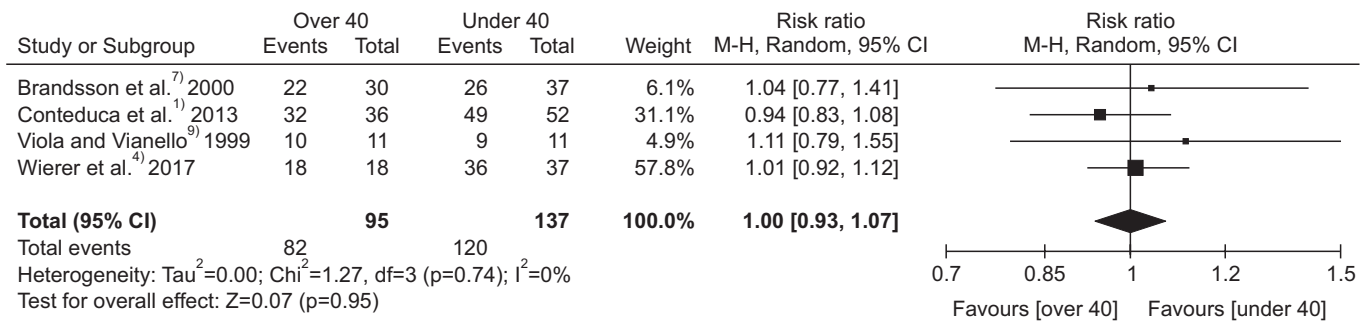 Over 40 Under 40 Risk ratio Risk ratio
Study or Subgroup Events Total Events Total Weight M-H, Random, 95% CI M-H, Random, 95% CI
Brandsson et al.7) 2000 22 30 26 37 6.1% 1.04 [0.77, 1.41]
Conteduca et al.1) 2013 32 36 49 52 31.1% 0.94 [0.83, 1.08]
Viola and Vianello9) 1999 10 11 9 11 4.9% 1.11 [0.79, 1.55]
Wierer et al.4) 2017 18 18 36 37 57.8% 1.01 [0.92, 1.12]
Total (95% CI) 95 137 100.0% 1.00 [0.93, 1.07]
Total events 82 120
Heterogeneity: Tau2=0.00; Chi2=1.27, df=3 (p=0.74); I2=0%
Test for overall effect: Z=0.07 (p=0.95)
0.7 0.85 1 1.2 1.5
Favours [over 40] Favours [under 40]